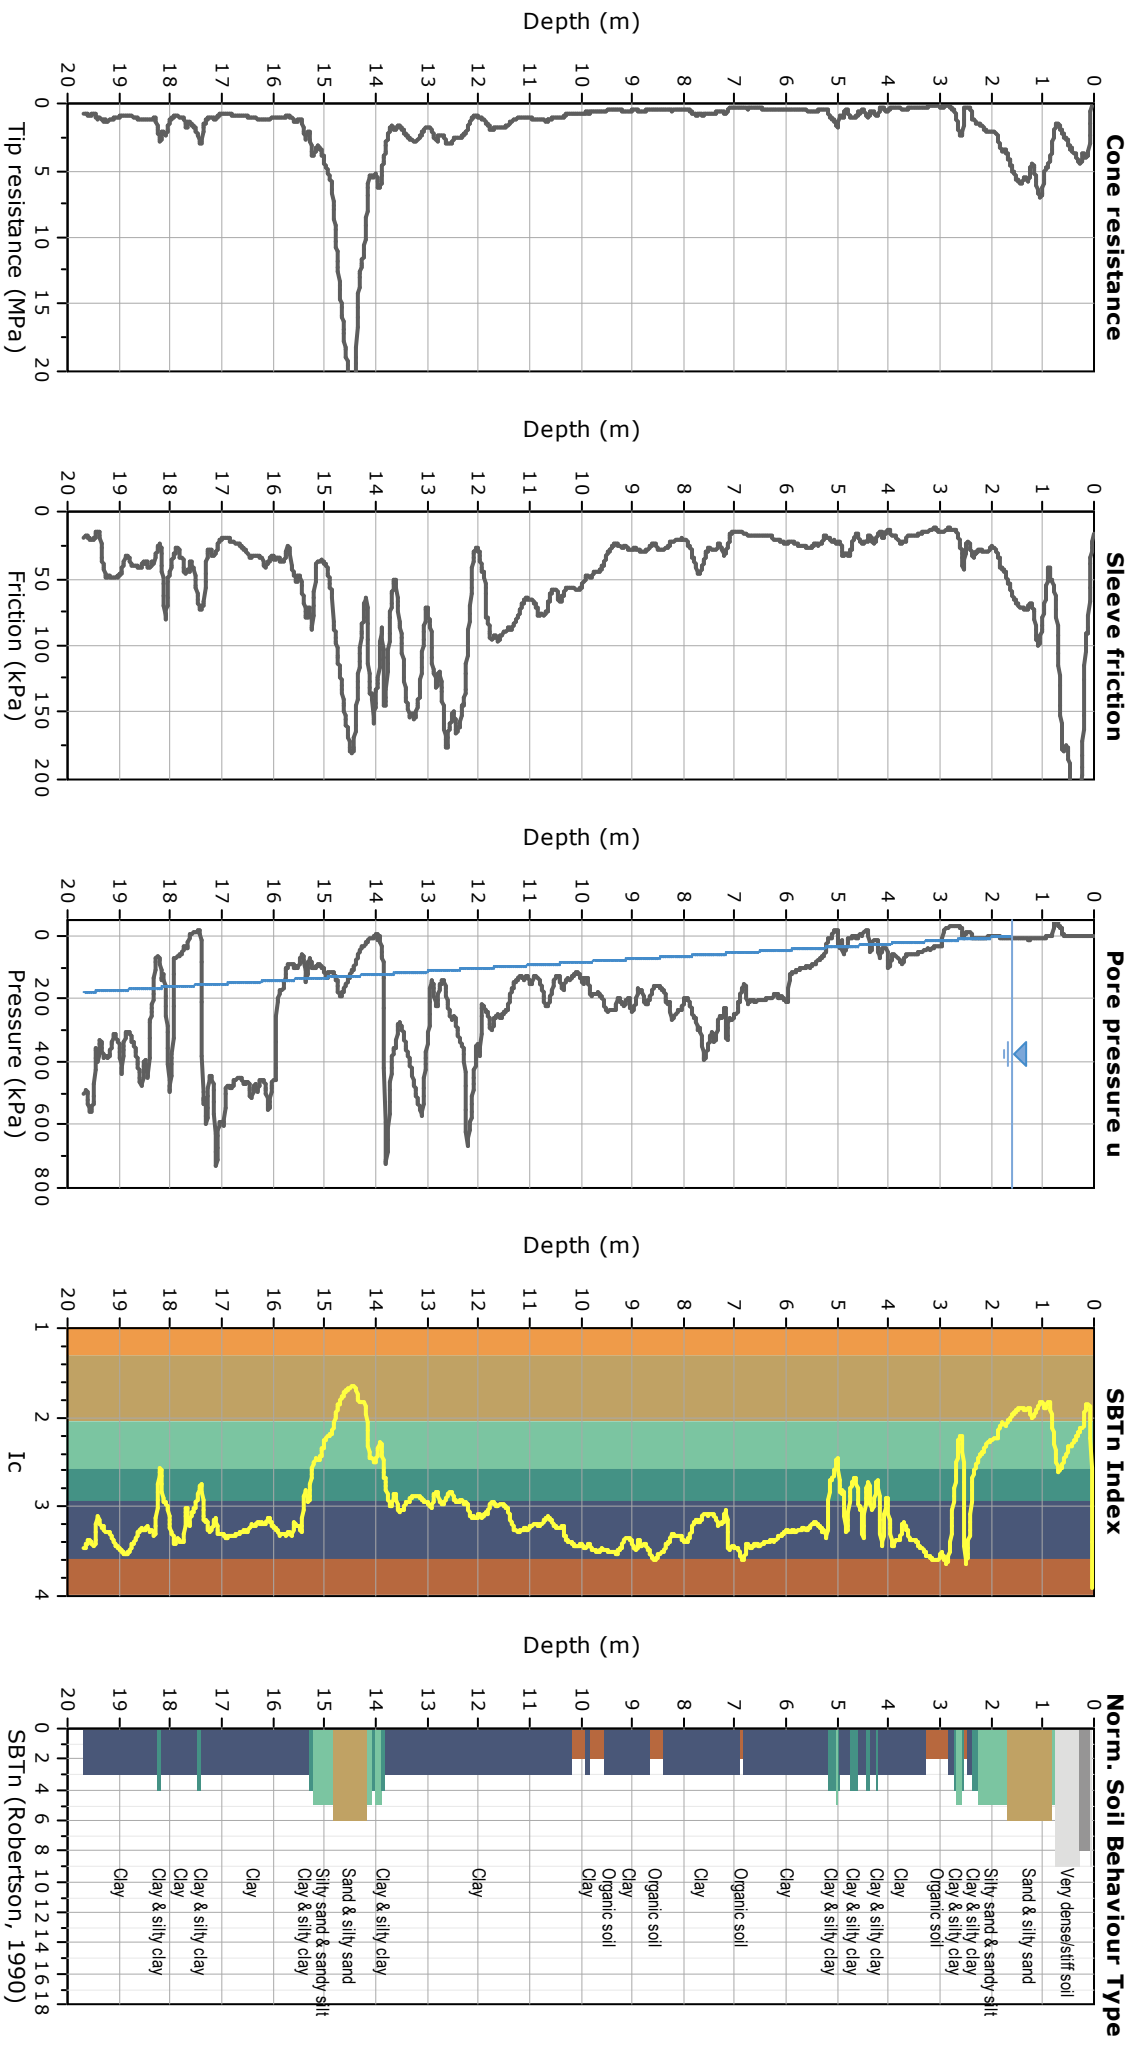 Cone resistance
Depth (m)
0
1
2
3
4
5
6
7
8
9
10
11
12
13
14
15
16
17
18
19
20
0 5 10 15 20
Tip resistance (MPa)
Sleeve friction
Depth (m)
0
1
2
3
4
5
6
7
8
9
10
11
12
13
14
15
16
17
18
19
20
0 50 100 150 200
Friction (kPa)
Pore pressure u
Depth (m)
0
1
2
3
4
5
6
7
8
9
10
11
12
13
14
15
16
17
18
19
20
0 200 400 600 800
Pressure (kPa)
SBTn Index
Depth (m)
0
1
2
3
4
5
6
7
8
9
10
11
12
13
14
15
16
17
18
19
20
1 2 3 4
Ic
Norm. Soil Behaviour Type
Depth (m)
0
1
2
3
4
5
6
7
8
9
10
11
12
13
14
15
16
17
18
19
20
Very dense/stiff soil
Sand & silty sand
Silty sand & sandy silt
Clay & silty clay
Clay & silty clay
Organic soil
Clay
Clay & silty clay
Clay & silty clay
Clay & silty clay
Clay
Organic soil
Clay
Organic soil
Clay
Organic soil
Clay
Clay
Clay & silty clay
Sand & silty sand
Silty sand & sandy silt
Clay & silty clay
Clay
Clay & silty clay
Clay
Clay & silty clay
Clay
0 2 4 6 8 10 12 14 16 18
SBTn (Robertson, 1990)